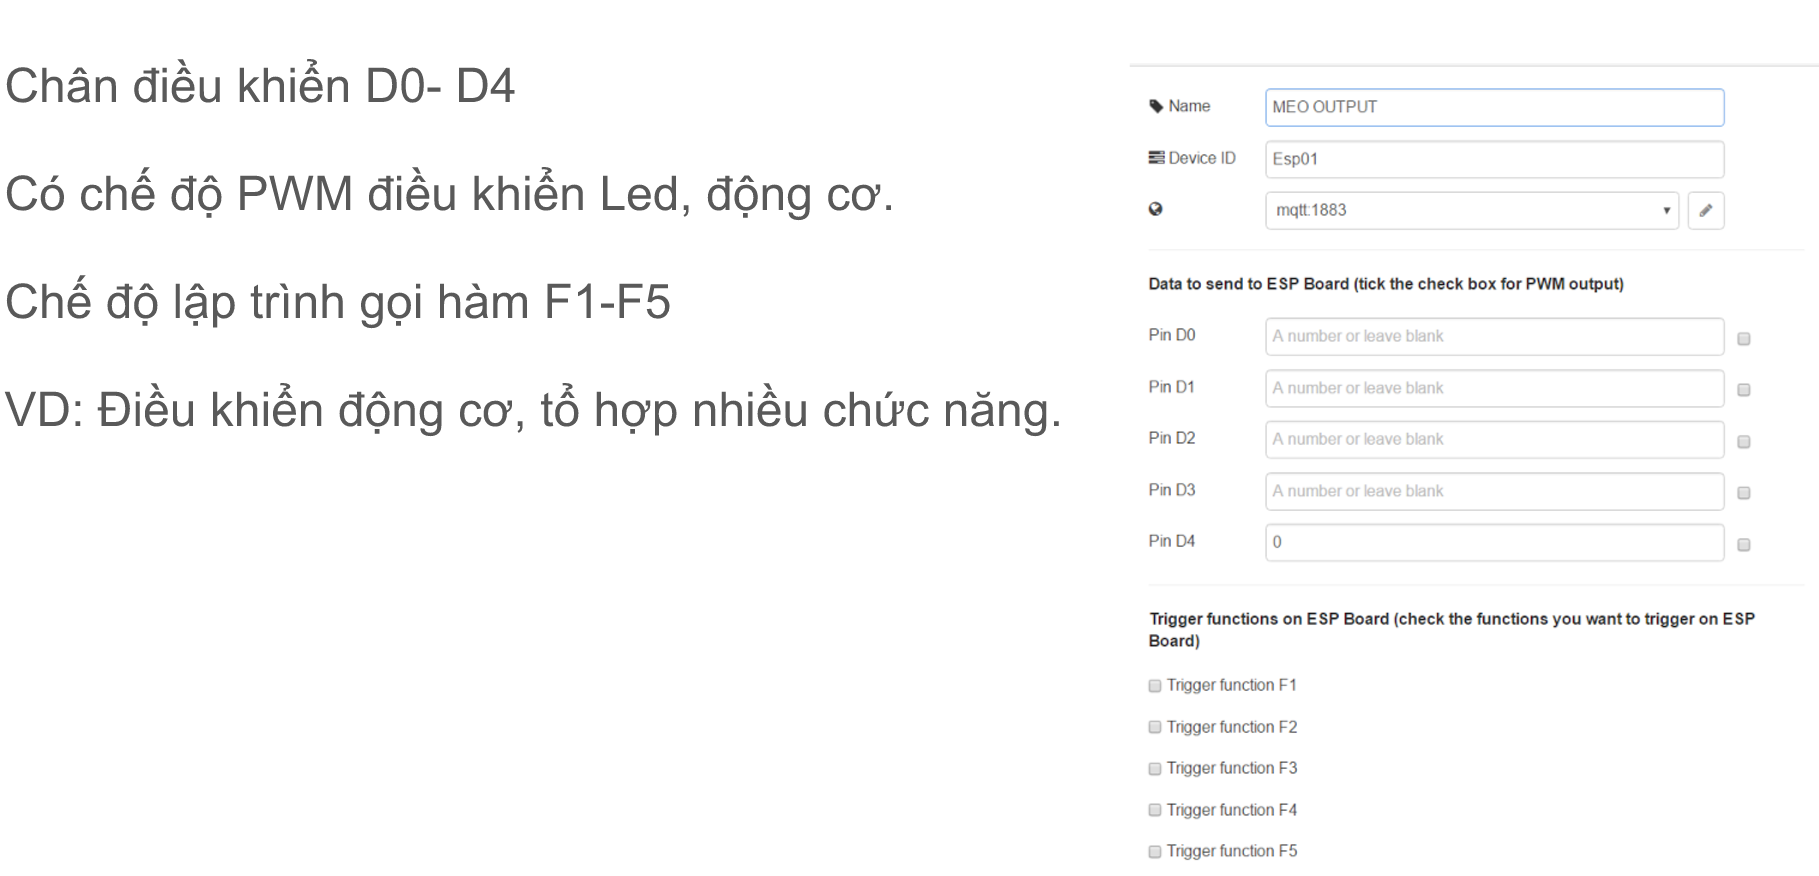 Chân điều khiển D0- D4
Có chế độ PWM điều khiển Led, động cơ.
Chế độ lập trình gọi hàm F1-F5
VD: Điều khiển động cơ, tổ hợp nhiều chức năng.
Name
MEO OUTPUT
Device ID
Esp01
mqtt:1883
Data to send to ESP Board (tick the check box for PWM output)
Pin D0
A number or leave blank
Pin D1
A number or leave blank
Pin D2
A number or leave blank
Pin D3
A number or leave blank
Pin D4
0
Trigger functions on ESP Board (check the functions you want to trigger on ESP
Board)
Trigger function F1
Trigger function F2
Trigger function F3
Trigger function F4
Trigger function F5